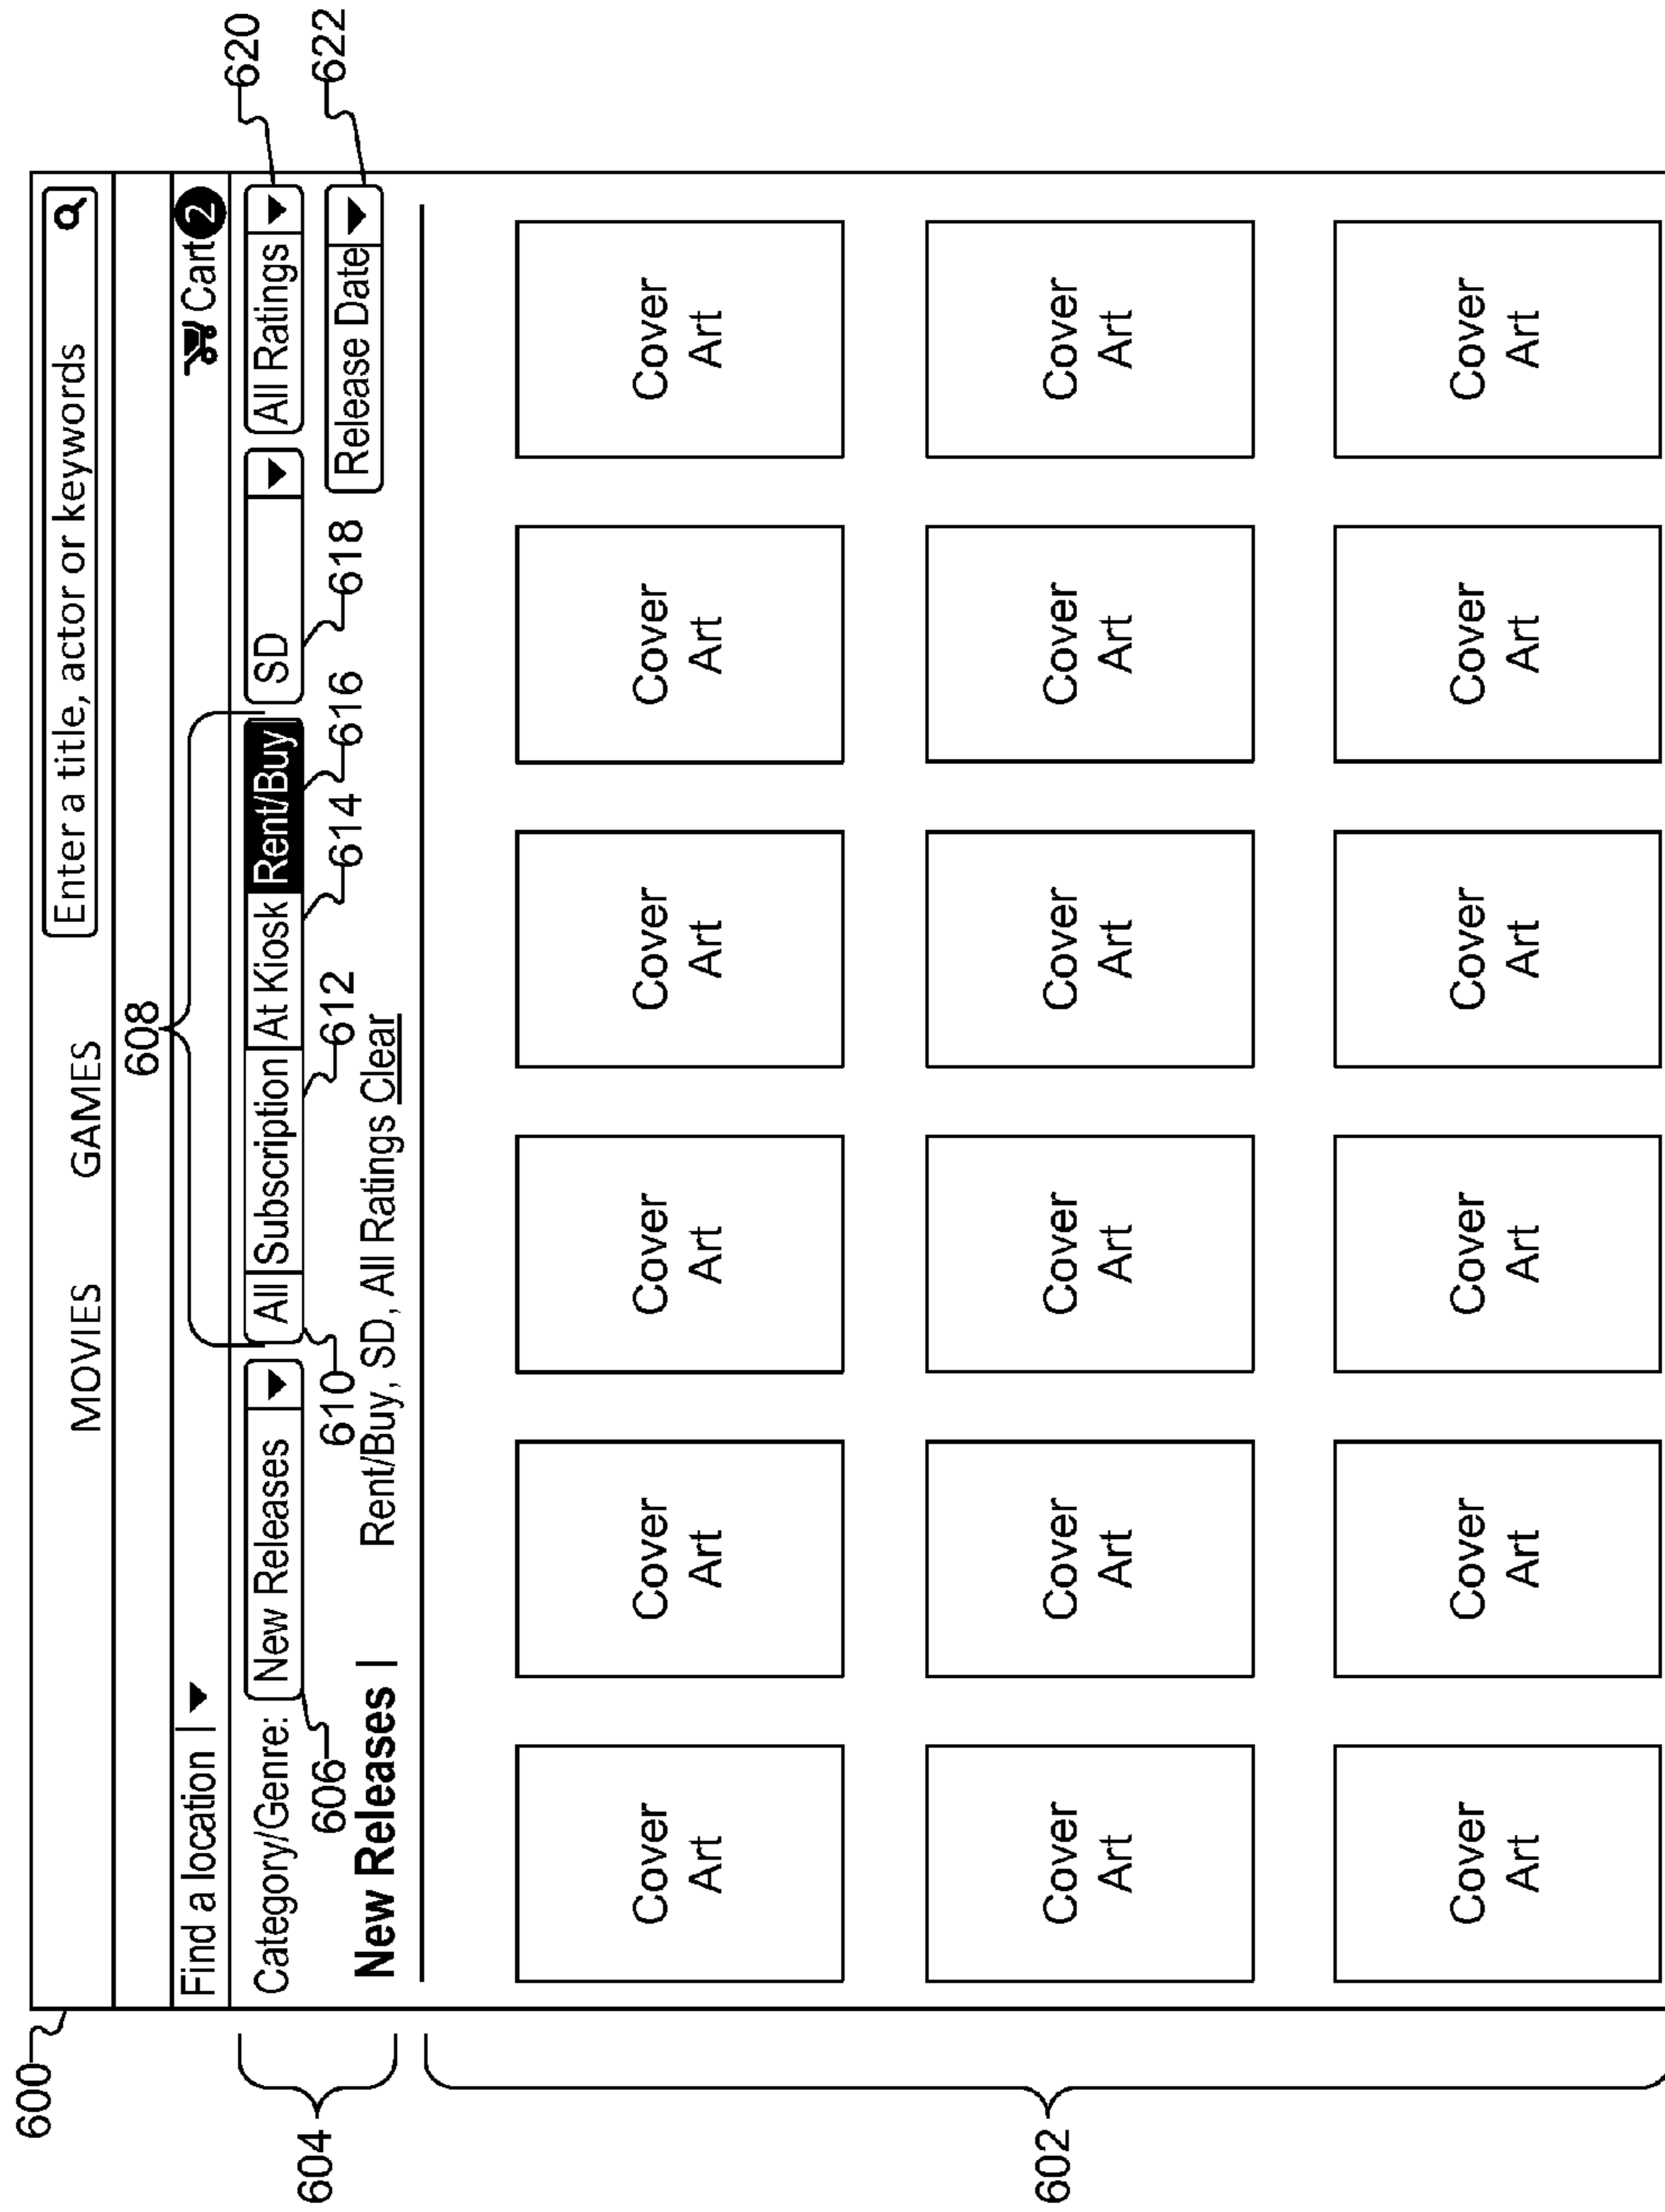 600
MOVIES GAMES Enter a title, actor or keywords
608
Find a location Cart 2
620
Category/Genre: New Releases All Subscription At Kiosk Rent/Buy SD All Ratings
604
606 610 612 614 616 618 622
New Releases | Rent/Buy, SD, All Ratings Clear Release Date
Cover Art Cover Art Cover Art Cover Art Cover Art Cover Art
602
Cover Art Cover Art Cover Art Cover Art Cover Art Cover Art
Cover Art Cover Art Cover Art Cover Art Cover Art Cover Art